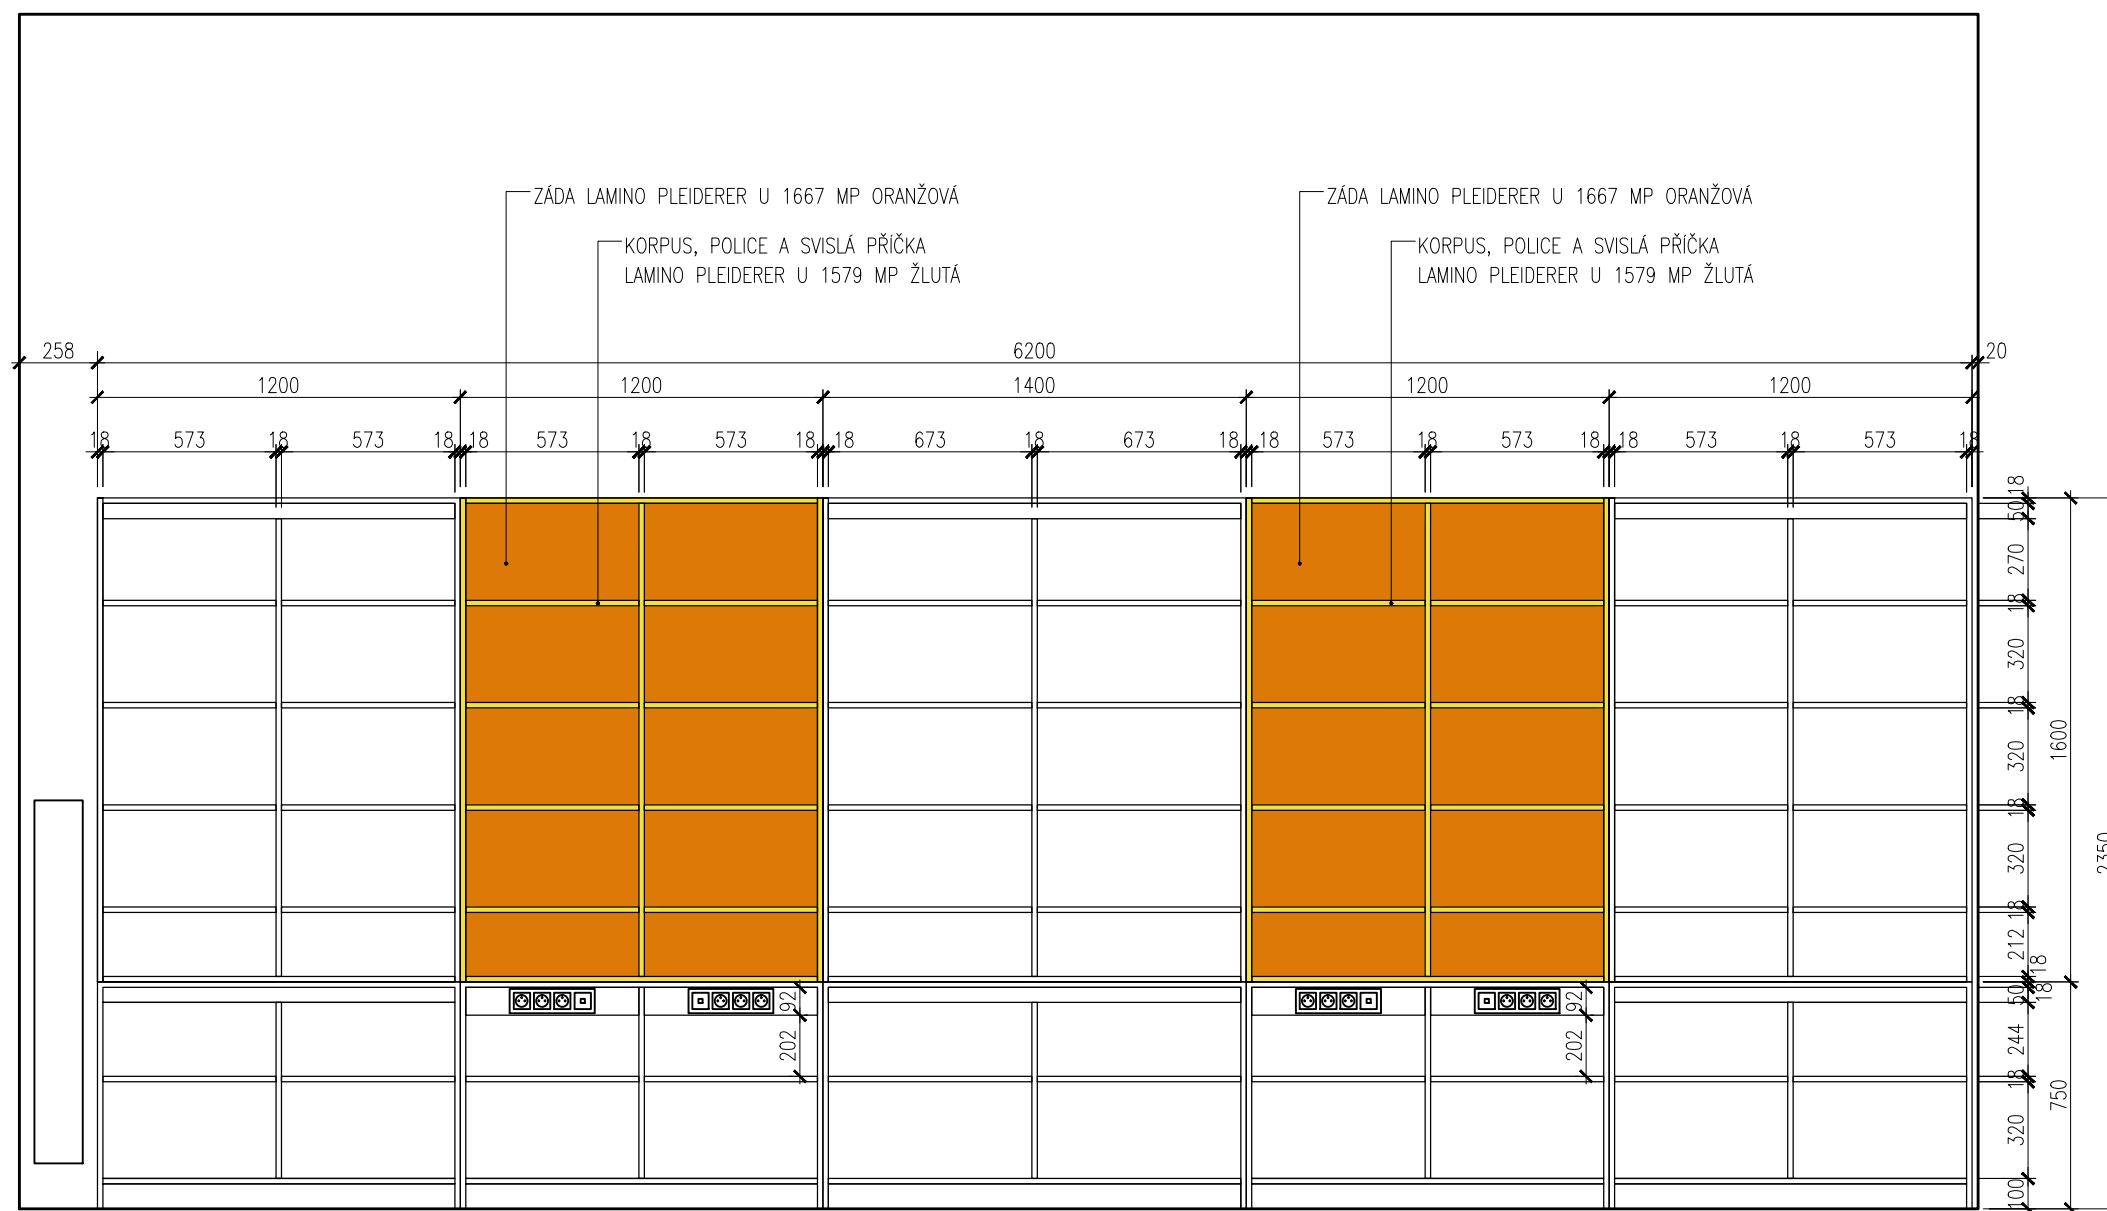 ZÁDA LAMINO PLEIDERER U 1667 MP ORANŽOVÁ
KORPUS, POLICE A SVISLÁ PŘÍČKA
LAMINO PLEIDERER U 1579 MP ŽLUTÁ
ZÁDA LAMINO PLEIDERER U 1667 MP ORANŽOVÁ
KORPUS, POLICE A SVISLÁ PŘÍČKA
LAMINO PLEIDERER U 1579 MP ŽLUTÁ
258 6200 20
1200 1200 1400 1200 1200
18 573 18 573 18 18 573 18 573 18 18 673 18 673 18 18 573 18 573 18 18 573 18 573 18
18
50
270
18
320
18
320
18
320
18
212
18
18
50
244
18
320
100
1600
750
2350
92
202
92
202